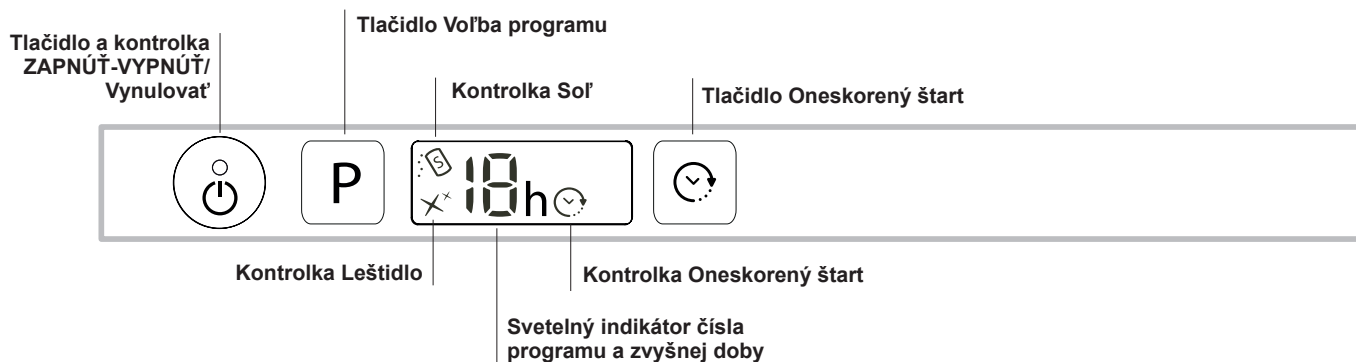 Tlačidlo Voľba programu
Tlačidlo a kontrolka
ZAPNÚŤ-VYPNÚŤ/
Vynulovať
Kontrolka Soľ
Tlačidlo Oneskorený štart
P
S
18h
Kontrolka Leštidlo
Kontrolka Oneskorený štart
Svetelný indikátor čísla
programu a zvyšnej doby